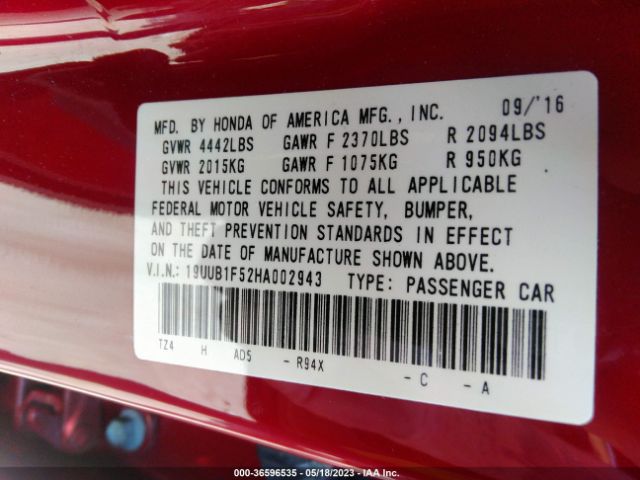 MFD. BY HONDA OF AMERICA MFG., INC. 09/'16
GVWR 4442LBS GAWR F 2370LBS R 2094LBS
GVWR 2015KG GAWR F 1075KG R 950KG
THIS VEHICLE CONFORMS TO ALL APPLICABLE
FEDERAL MOTOR VEHICLE SAFETY, BUMPER,
AND THEFT PREVENTION STANDARDS IN EFFECT
ON THE DATE OF MANUFACTURE SHOWN ABOVE.
V.I.N.: 19UUB1F52HA002943 TYPE: PASSENGER CAR
TZ4 H AD5 - R94X - C - A
000-36596535 - 05/18/2023 - IAA Inc.